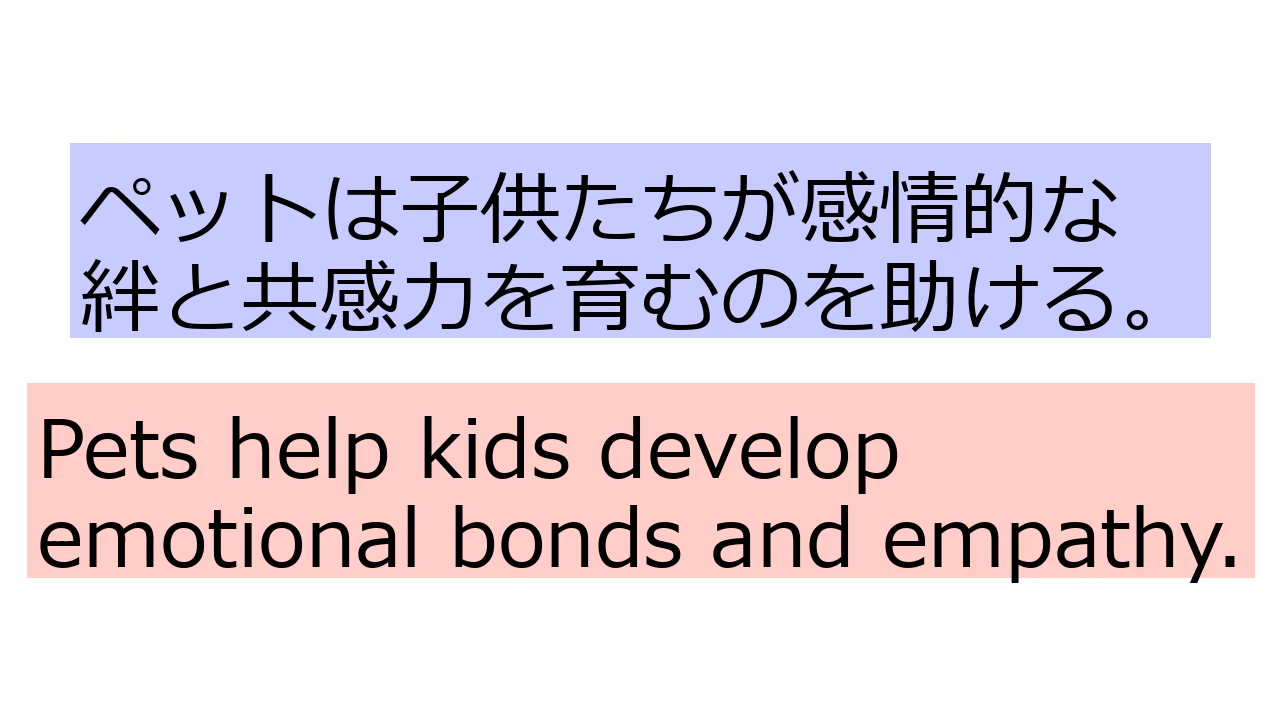 ペットは子供たちが感情的な
絆と共感力を育むのを助ける。
Pets help kids develop
emotional bonds and empathy.